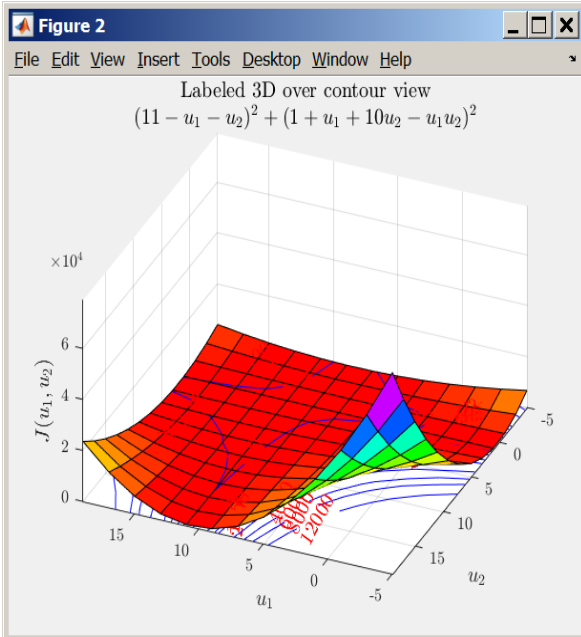 Figure 2
File Edit View Insert Tools Desktop Window Help
Labeled 3D over contour view
(11 − u₁ − u₂)² + (1 + u₁ + 10u₂ − u₁u₂)²
×10⁴
6
4
2
0
J(u₁, u₂)
15
10
5
0
-5
u₁
-5
0
5
10
15
u₂
12000